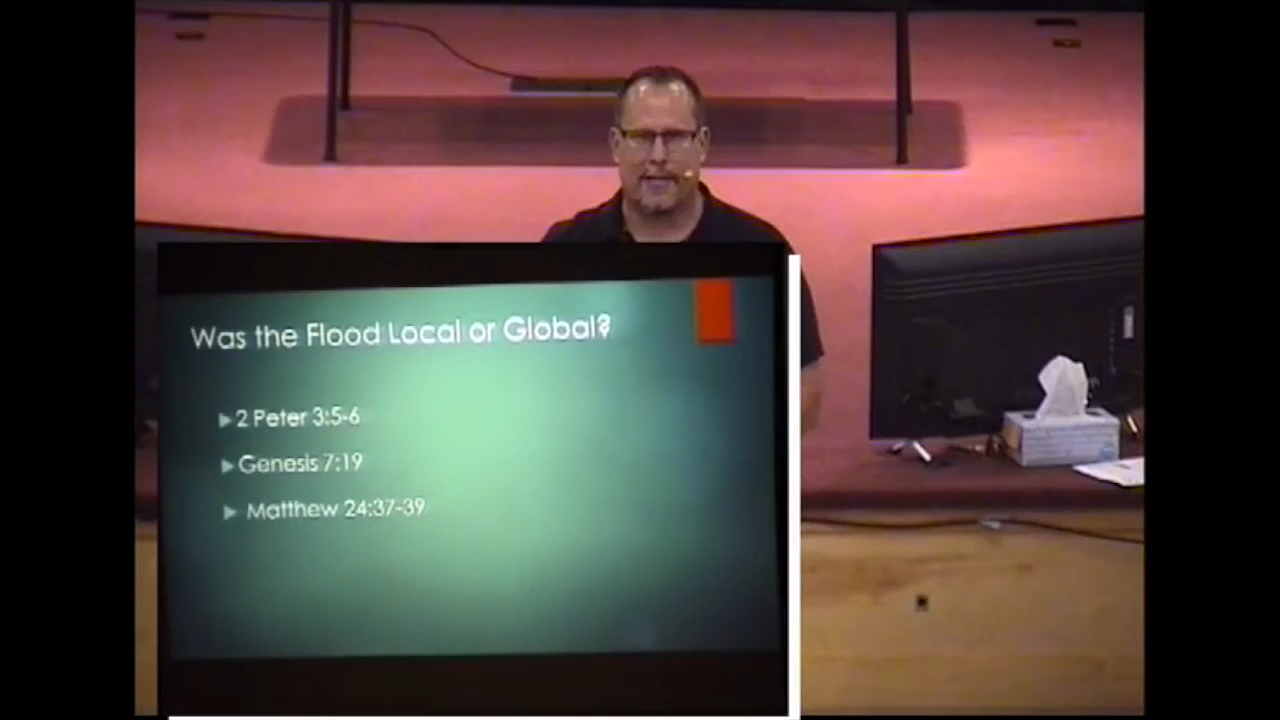 Was the Flood Local or Global?
2 Peter 3:5-6
Genesis 7:19
Matthew 24:37-39